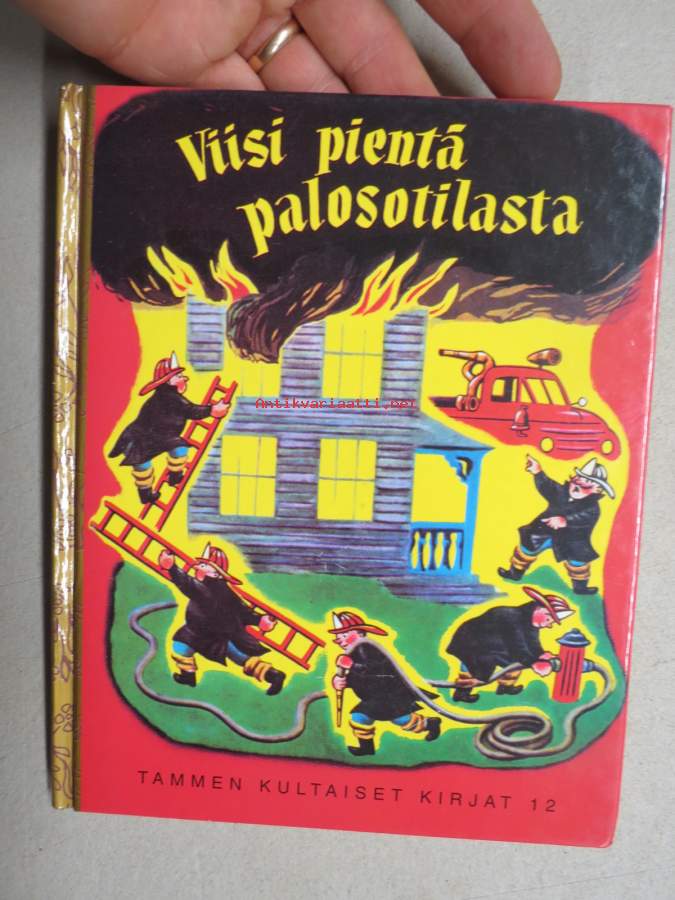 Viisi pientä
palosotilasta
Antikvariaatti.net
TAMMEN KULTAISET KIRJAT 12